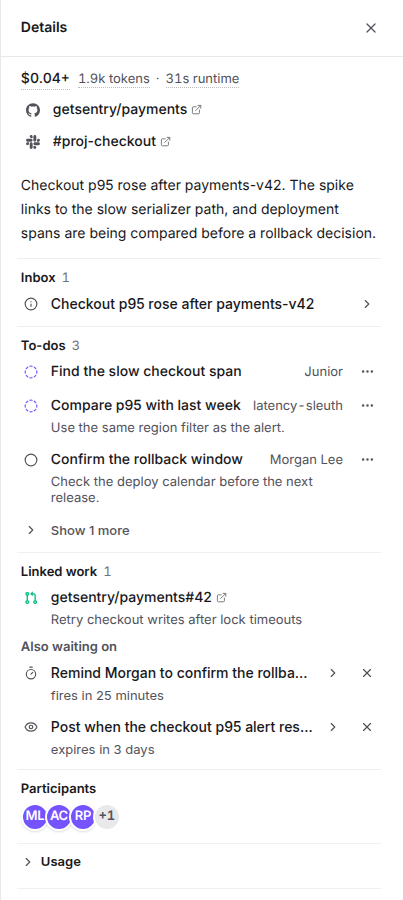 Details
$0.04+ 1.9k tokens · 31s runtime
getsentry/payments
#proj-checkout
Checkout p95 rose after payments-v42. The spike
links to the slow serializer path, and deployment
spans are being compared before a rollback decision.
Inbox 1
Checkout p95 rose after payments-v42
To-dos 3
Find the slow checkout span Junior
Compare p95 with last week latency-sleuth
Use the same region filter as the alert.
Confirm the rollback window Morgan Lee
Check the deploy calendar before the next
release.
Show 1 more
Linked work 1
getsentry/payments#42
Retry checkout writes after lock timeouts
Also waiting on
Remind Morgan to confirm the rollba...
fires in 25 minutes
Post when the checkout p95 alert res...
expires in 3 days
Participants
ML AC RP +1
Usage